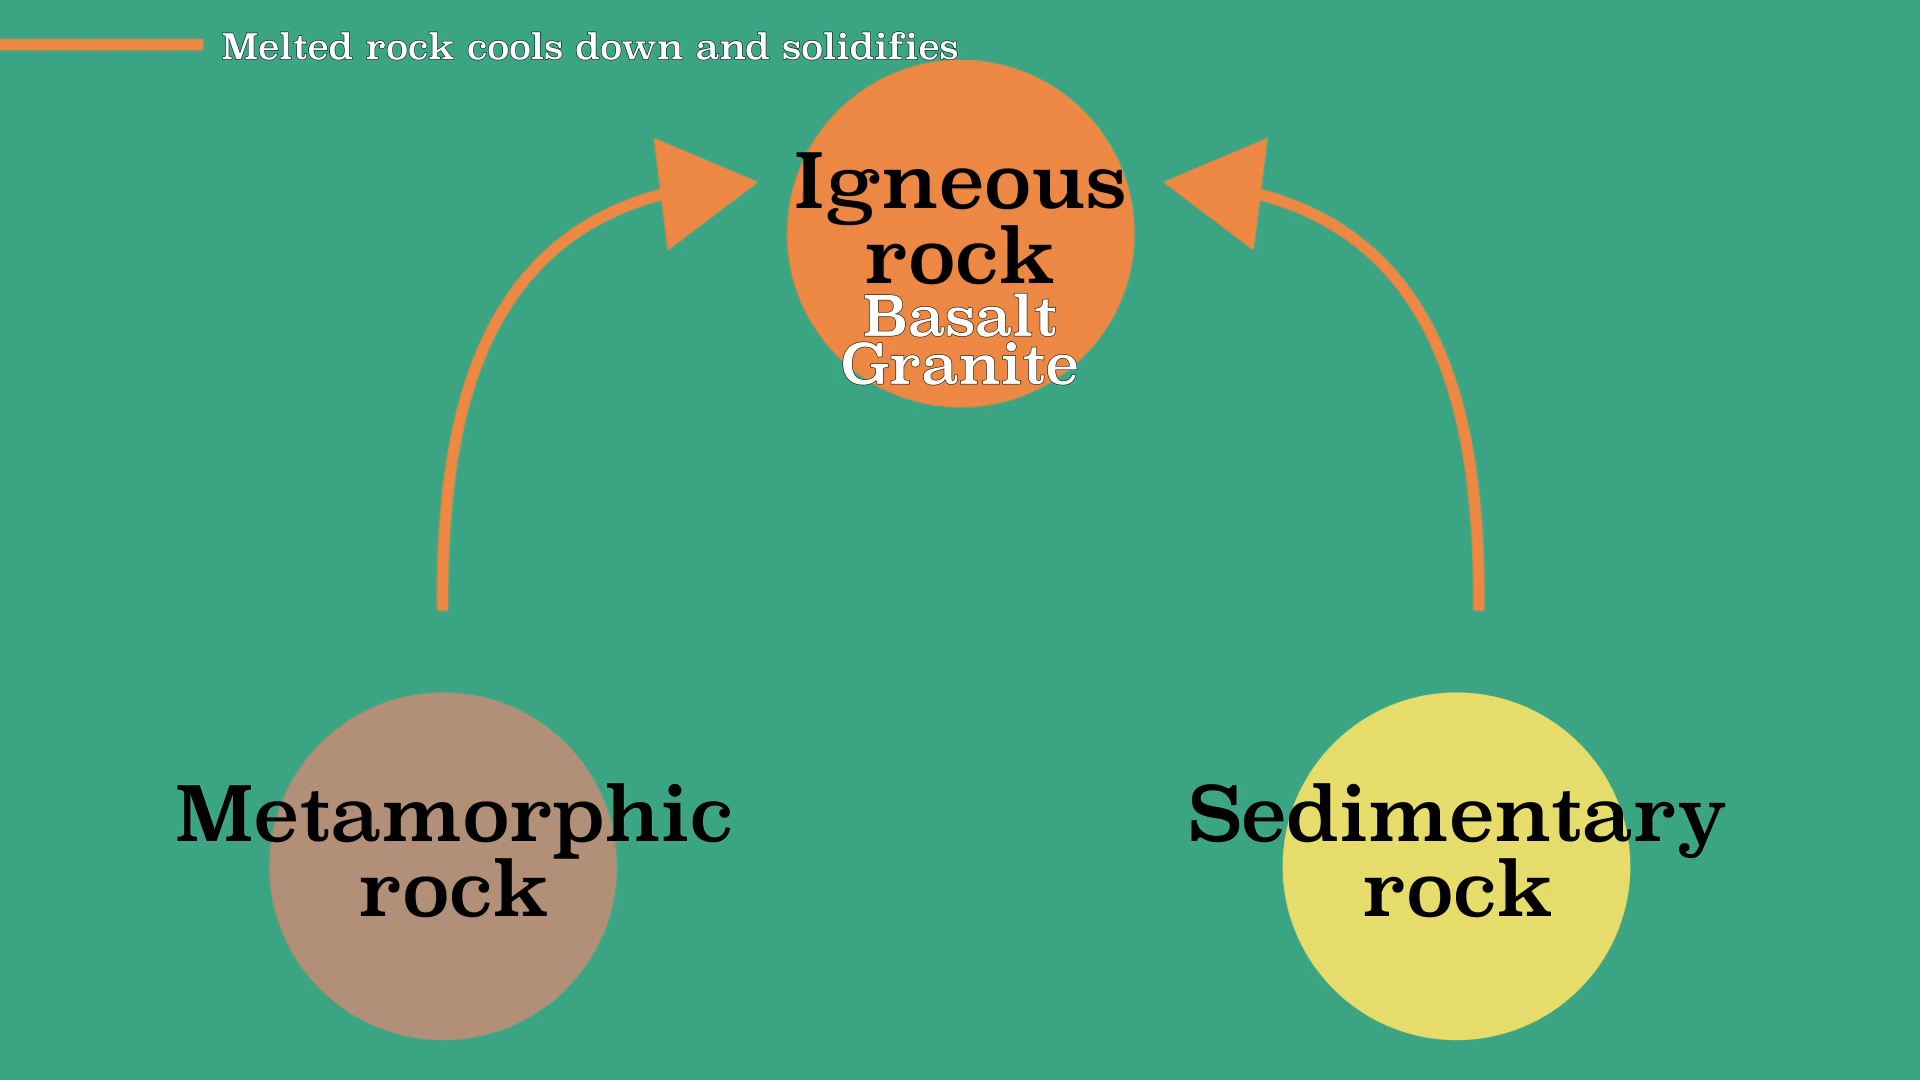 Melted rock cools down and solidifies
Igneous
rock
Basalt
Granite
Metamorphic
rock
Sedimentary
rock